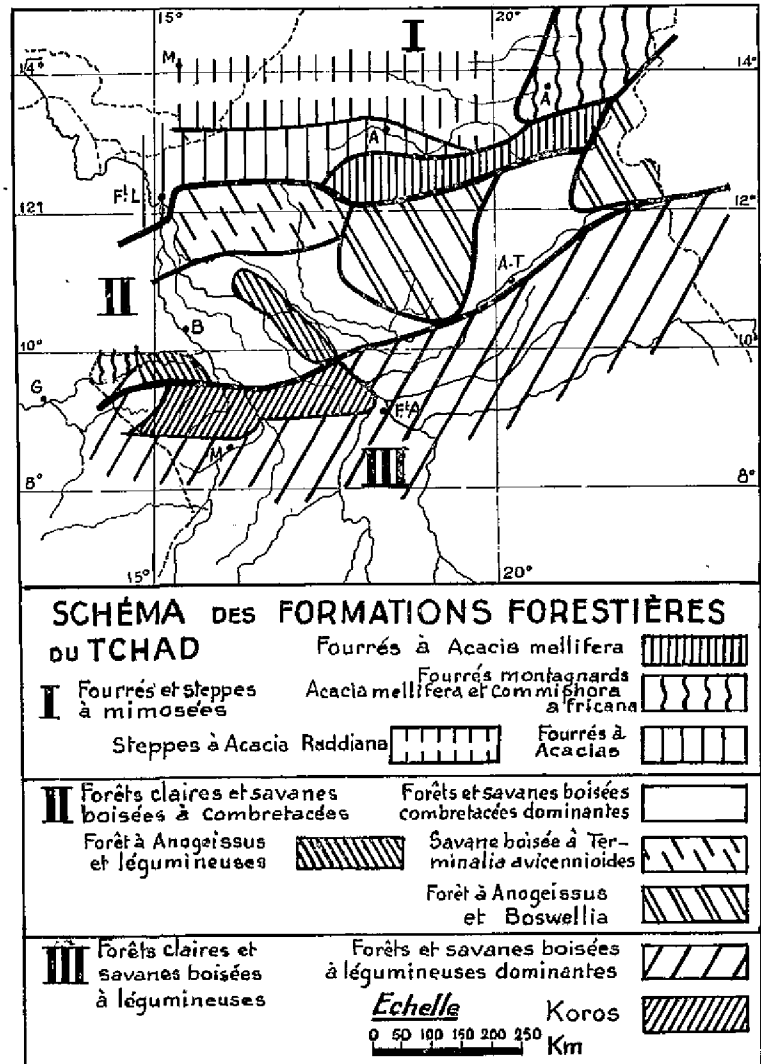 15°
20°
I
M
14°
14°
A
A
Ft L
12°
12°
A-T
II
B
10°
10°
G
Ft A
M
III
8°
8°
15°
20°
SCHÉMA DES FORMATIONS FORESTIÈRES
DU TCHAD
Fourrés à Acacia mellifera
I Fourrés et steppes
à mimosées
Fourrés montagnards
Acacia mellifera et commiphora
africana
Steppes à Acacia Raddiana
Fourrés à
Acacias
II Forêts claires et savanes
boisées à Combretacées
Forêts et savanes boisées
combretacées dominantes
Forêt à Anogeissus
et légumineuses
Savane boisée à Ter-
minalia avicennioides
Forêt à Anogeissus
et Boswellia
III Forêts claires et
savanes boisées
à légumineuses
Forêts et savanes boisées
à légumineuses dominantes
Echelle
0 50 100 150 200 250
Km
Koros